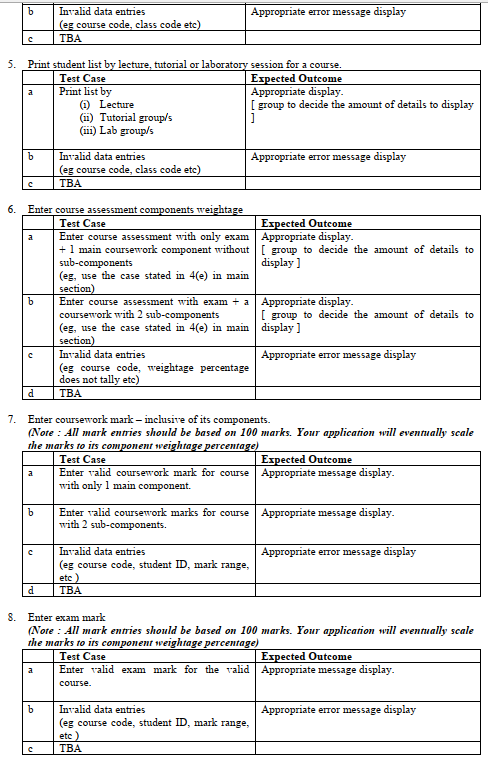 b Invalid data entries Appropriate error message display
(eg course code, class code etc)
c TBA
5. Print student list by lecture, tutorial or laboratory session for a course.
Test Case Expected Outcome
a Print list by Appropriate display.
(i) Lecture [ group to decide the amount of details to display
(ii) Tutorial group/s ]
(iii) Lab group/s
b Invalid data entries Appropriate error message display
(eg course code, class code etc)
c TBA
6. Enter course assessment components weightage
Test Case Expected Outcome
a Enter course assessment with only exam Appropriate display.
+ 1 main coursework component without [ group to decide the amount of details to
sub-components display ]
(eg, use the case stated in 4(e) in main
section)
b Enter course assessment with exam + a Appropriate display.
coursework with 2 sub-components [ group to decide the amount of details to
(eg, use the case stated in 4(e) in main display ]
section)
c Invalid data entries Appropriate error message display
(eg course code, weightage percentage
does not tally etc)
d TBA
7. Enter coursework mark – inclusive of its components.
(Note : All mark entries should be based on 100 marks. Your application will eventually scale
the marks to its component weightage percentage)
Test Case Expected Outcome
a Enter valid coursework mark for course Appropriate message display.
with only 1 main component.
b Enter valid coursework marks for course Appropriate message display.
with 2 sub-components.
c Invalid data entries Appropriate error message display
(eg course code, student ID, mark range,
etc )
d TBA
8. Enter exam mark
(Note : All mark entries should be based on 100 marks. Your application will eventually scale
the marks to its component weightage percentage)
Test Case Expected Outcome
a Enter valid exam mark for the valid Appropriate message display.
course.
b Invalid data entries Appropriate error message display
(eg course code, student ID, mark range,
etc )
c TBA